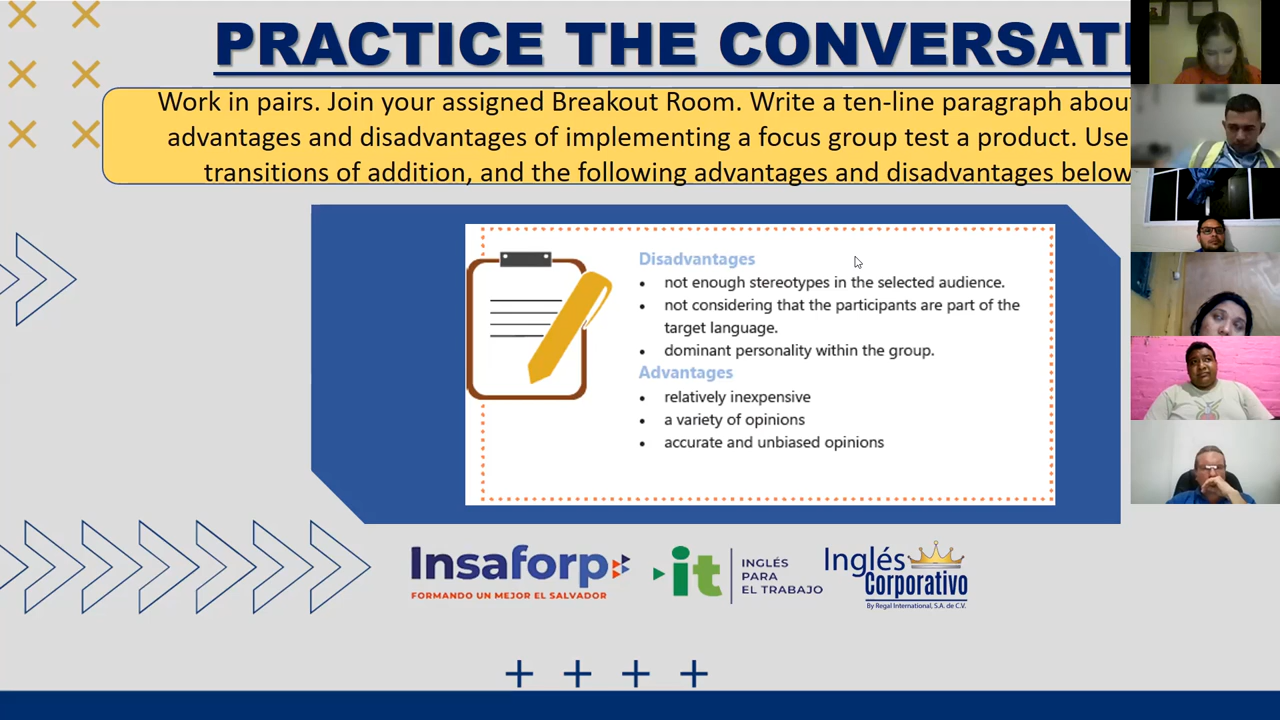 PRACTICE THE CONVERSATI
Work in pairs. Join your assigned Breakout Room. Write a ten-line paragraph abou
advantages and disadvantages of implementing a focus group test a product. Use
transitions of addition, and the following advantages and disadvantages below
Disadvantages
• not enough stereotypes in the selected audience.
• not considering that the participants are part of the
target language.
• dominant personality within the group.
Advantages
• relatively inexpensive
• a variety of opinions
• accurate and unbiased opinions
Insaforp
FORMANDO UN MEJOR EL SALVADOR
it
INGLÉS
PARA
EL TRABAJO
Inglés
Corporativo
By Regal International, S.A. de C.V.